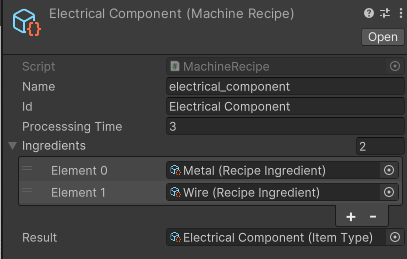 Electrical Component (Machine Recipe)
Open
Script MachineRecipe
Name electrical_component
Id Electrical Component
Processsing Time 3
Ingredients 2
Element 0 Metal (Recipe Ingredient)
Element 1 Wire (Recipe Ingredient)
+ -
Result Electrical Component (Item Type)